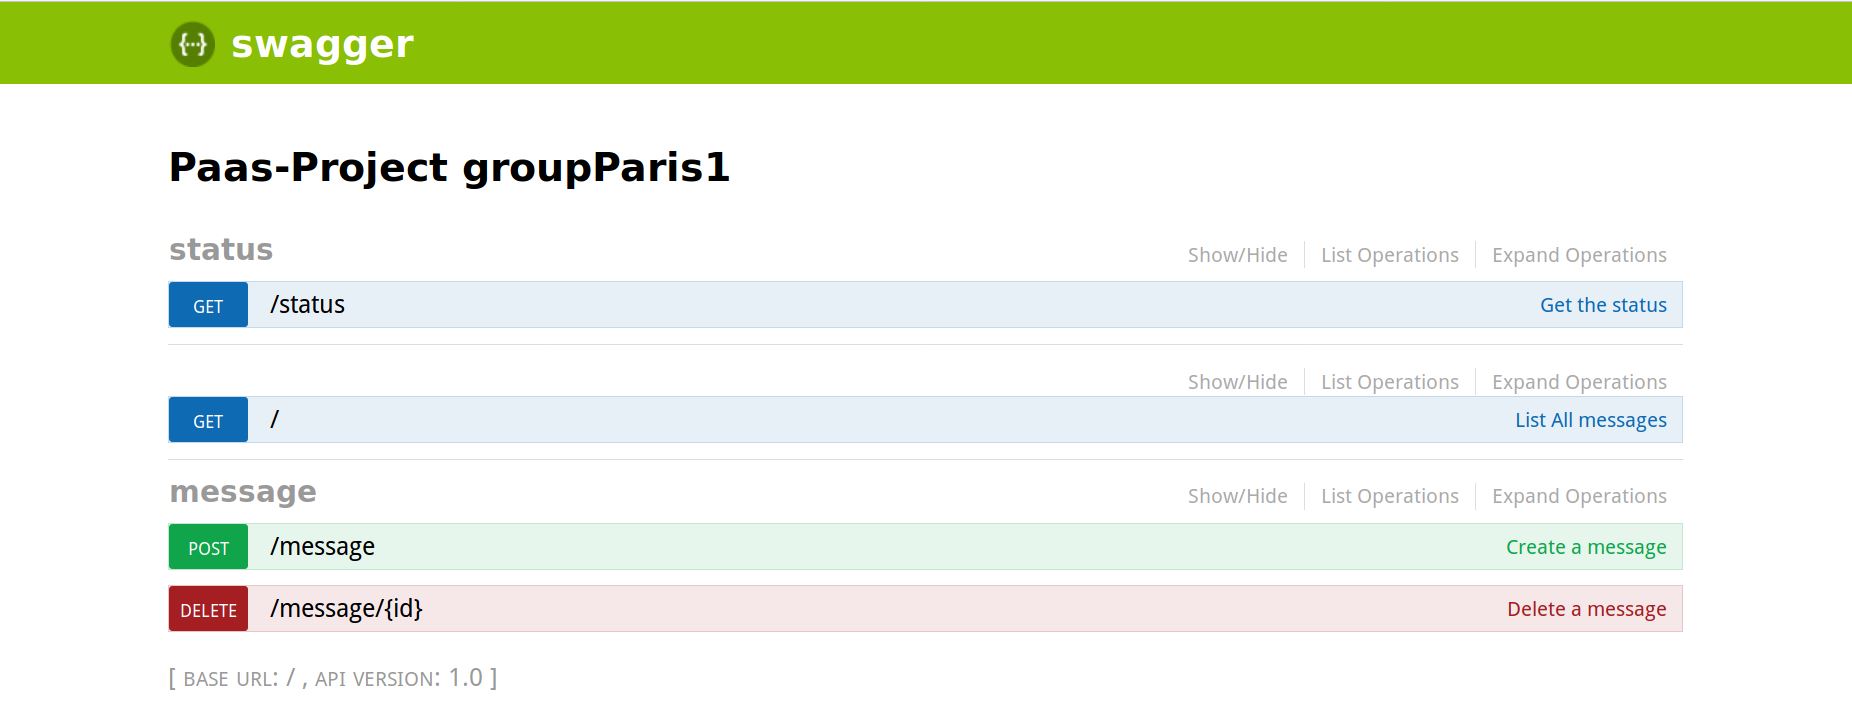 {···} swagger
Paas-Project groupParis1
status Show/Hide List Operations Expand Operations
GET /status Get the status
Show/Hide List Operations Expand Operations
GET / List All messages
message Show/Hide List Operations Expand Operations
POST /message Create a message
DELETE /message/{id} Delete a message
[ BASE URL: / , API VERSION: 1.0 ]